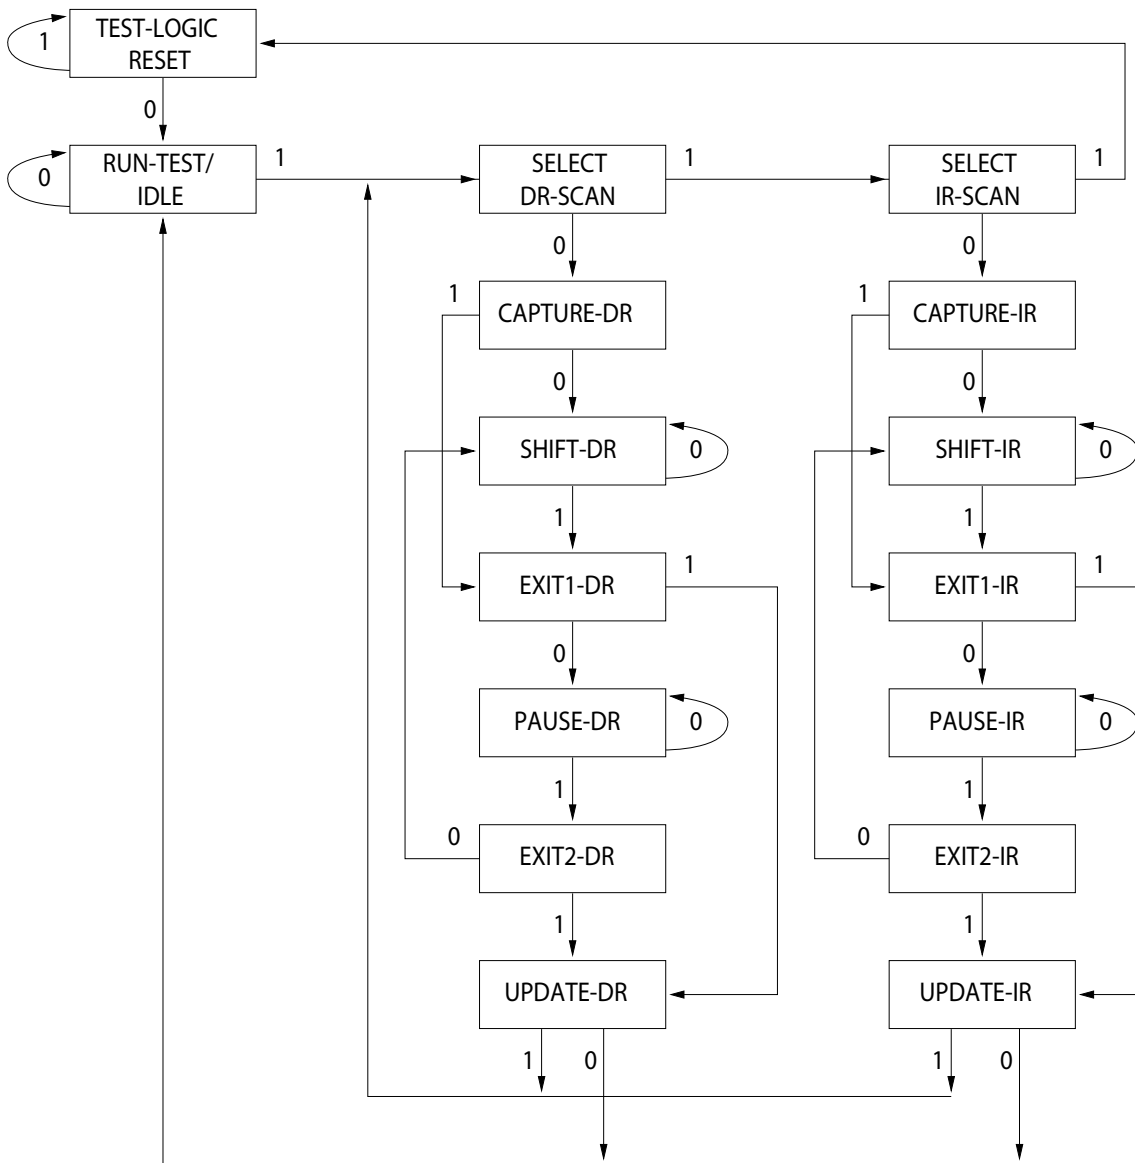 TEST-LOGIC
RESET
1
0
RUN-TEST/
IDLE
0
1
SELECT
DR-SCAN
1
SELECT
IR-SCAN
1
0
0
1
CAPTURE-DR
1
CAPTURE-IR
0
0
SHIFT-DR
0
SHIFT-IR
0
1
1
EXIT1-DR
1
EXIT1-IR
1
0
0
PAUSE-DR
0
PAUSE-IR
0
1
1
0
EXIT2-DR
0
EXIT2-IR
1
1
UPDATE-DR
UPDATE-IR
1
0
1
0